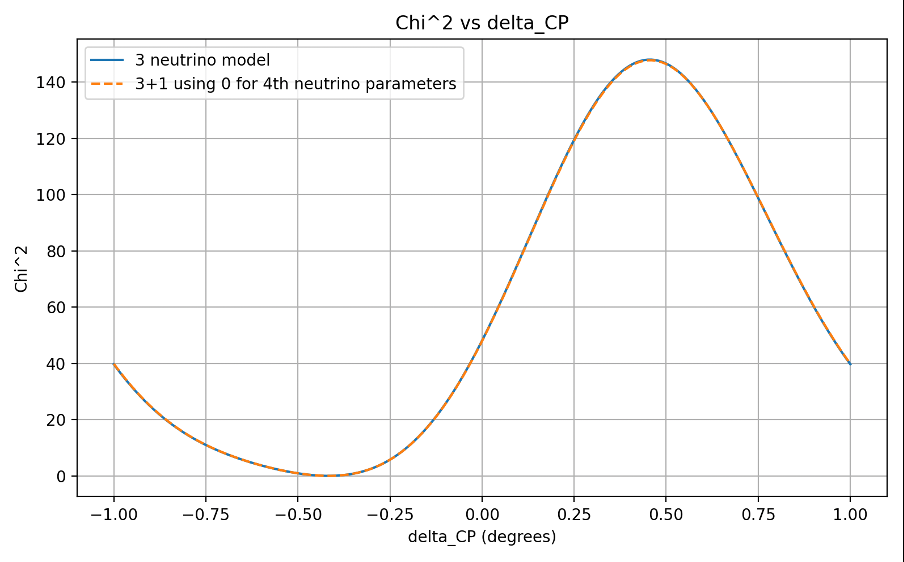 Chi^2 vs delta_CP
3 neutrino model
3+1 using 0 for 4th neutrino parameters
140
120
100
80
60
40
20
0
Chi^2
−1.00 −0.75 −0.50 −0.25 0.00 0.25 0.50 0.75 1.00
delta_CP (degrees)